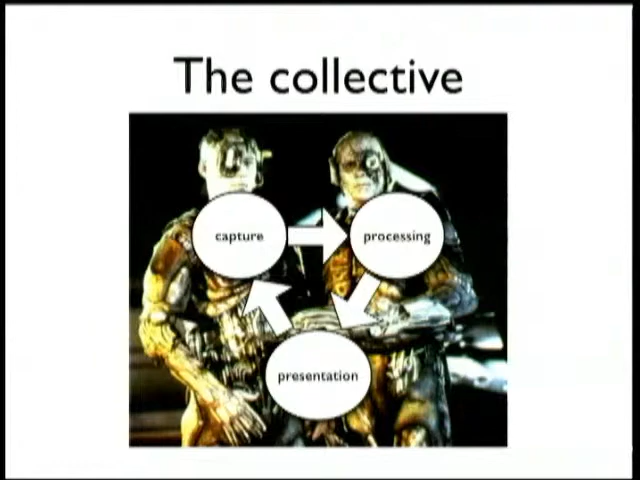 The collective
capture
processing
presentation